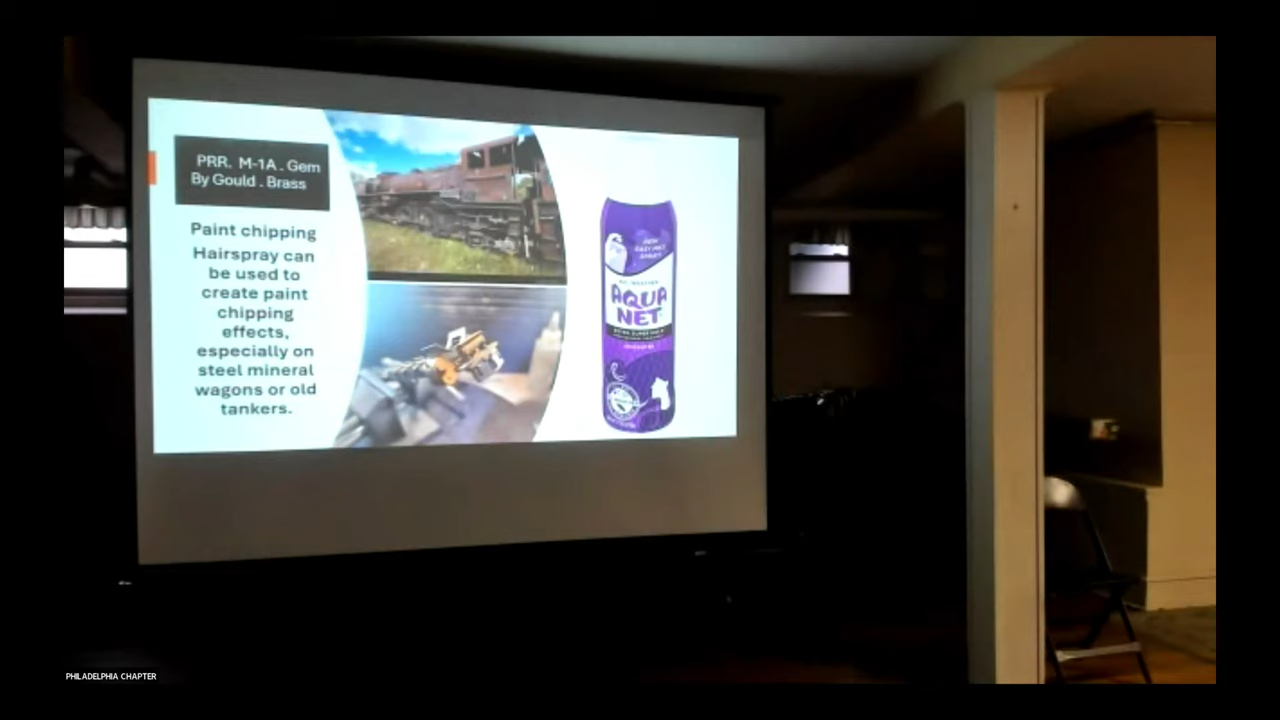 PRR. M-1A . Gem
By Gould . Brass
Paint chipping
Hairspray can
be used to
create paint
chipping
effects,
especially on
steel mineral
wagons or old
tankers.
AQUA
NET
PHILADELPHIA CHAPTER